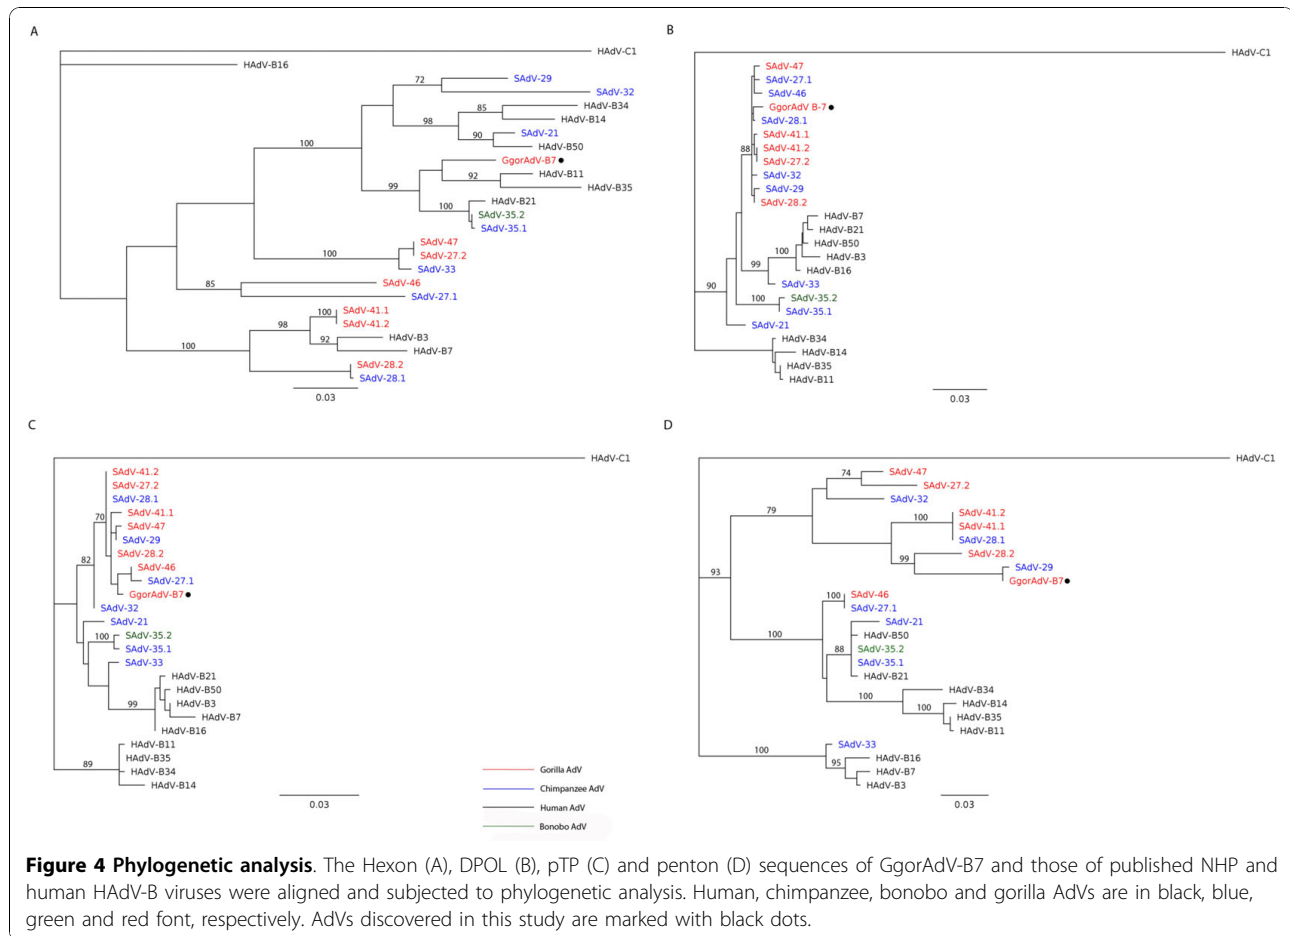 A
HAdV-C1
HAdV-B16
72
SAdV-29
SAdV-32
85
HAdV-B34
HAdV-B14
98
90
SAdV-21
HAdV-B50
100
GgorAdV-B7
92
HAdV-B11
HAdV-B35
99
HAdV-B21
100
SAdV-35.2
SAdV-35.1
SAdV-47
100
SAdV-27.2
SAdV-33
85
SAdV-46
SAdV-27.1
100
SAdV-41.1
SAdV-41.2
98
HAdV-B3
92
HAdV-B7
100
SAdV-28.2
SAdV-28.1
0.03
B
HAdV-C1
SAdV-47
SAdV-27.1
SAdV-46
GgorAdV B-7
SAdV-28.1
SAdV-41.1
88
SAdV-41.2
SAdV-27.2
SAdV-32
SAdV-29
SAdV-28.2
HAdV-B7
HAdV-B21
HAdV-B50
100
HAdV-B3
99
HAdV-B16
SAdV-33
90
100
SAdV-35.2
SAdV-35.1
SAdV-21
HAdV-B34
HAdV-B14
HAdV-B35
HAdV-B11
0.03
C
HAdV-C1
SAdV-41.2
SAdV-27.2
SAdV-28.1
SAdV-41.1
70
SAdV-47
SAdV-29
SAdV-28.2
82
SAdV-46
SAdV-27.1
GgorAdV-B7
SAdV-32
SAdV-21
100
SAdV-35.2
SAdV-35.1
SAdV-33
HAdV-B21
HAdV-B50
99
HAdV-B3
HAdV-B7
HAdV-B16
HAdV-B11
HAdV-B35
89
HAdV-B34
HAdV-B14
0.03
Gorilla AdV
Chimpanzee AdV
Human AdV
Bonobo AdV
D
HAdV-C1
74
SAdV-47
SAdV-27.2
SAdV-32
79
SAdV-41.2
100
SAdV-41.1
SAdV-28.1
99
SAdV-28.2
SAdV-29
GgorAdV-B7
93
100
SAdV-46
SAdV-27.1
SAdV-21
100
HAdV-B50
88
SAdV-35.2
SAdV-35.1
HAdV-B21
100
HAdV-B34
HAdV-B14
100
HAdV-B35
HAdV-B11
100
SAdV-33
95
HAdV-B16
HAdV-B7
HAdV-B3
0.03
Figure 4 Phylogenetic analysis. The Hexon (A), DPOL (B), pTP (C) and penton (D) sequences of GgorAdV-B7 and those of published NHP and
human HAdV-B viruses were aligned and subjected to phylogenetic analysis. Human, chimpanzee, bonobo and gorilla AdVs are in black, blue,
green and red font, respectively. AdVs discovered in this study are marked with black dots.